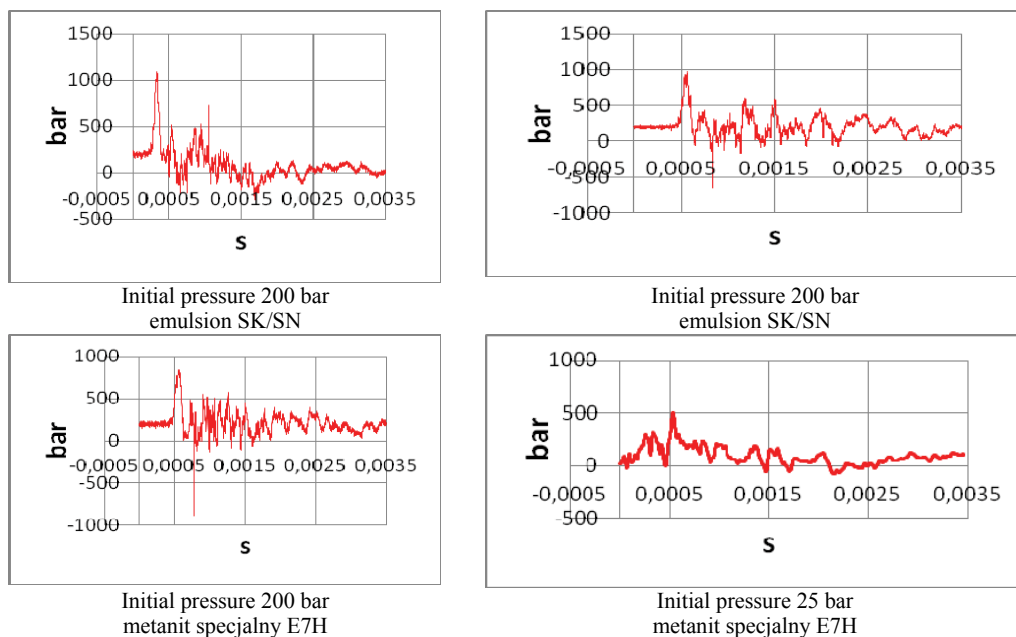 1500
1000
500
0
-500
bar
-0,0005 0,0005 0,0015 0,0025 0,0035
s
Initial pressure 200 bar
emulsion SK/SN
1500
1000
500
0
-500
-1000
bar
-0,0005 0,0005 0,0015 0,0025 0,0035
s
Initial pressure 200 bar
emulsion SK/SN
1000
500
0
-500
-1000
bar
-0,0005 0,0005 0,0015 0,0025 0,0035
s
Initial pressure 200 bar
metanit specjalny E7H
1000
500
0
-500
bar
-0,0005 0,0005 0,0015 0,0025 0,0035
s
Initial pressure 25 bar
metanit specjalny E7H